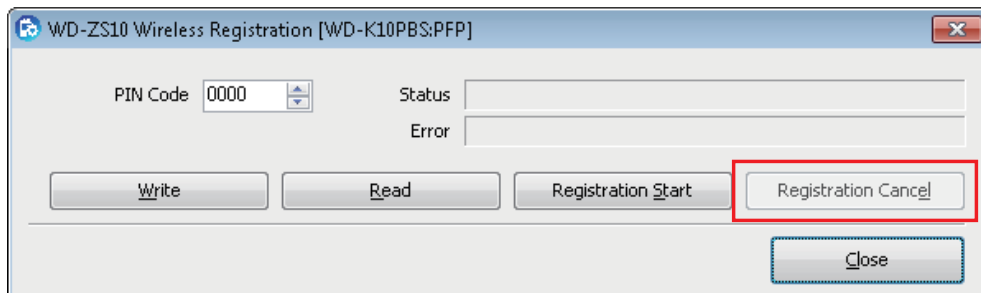 WD-ZS10 Wireless Registration [WD-K10PBS:PFP]
PIN Code 0000 Status
Error
Write Read Registration Start Registration Cancel
Close